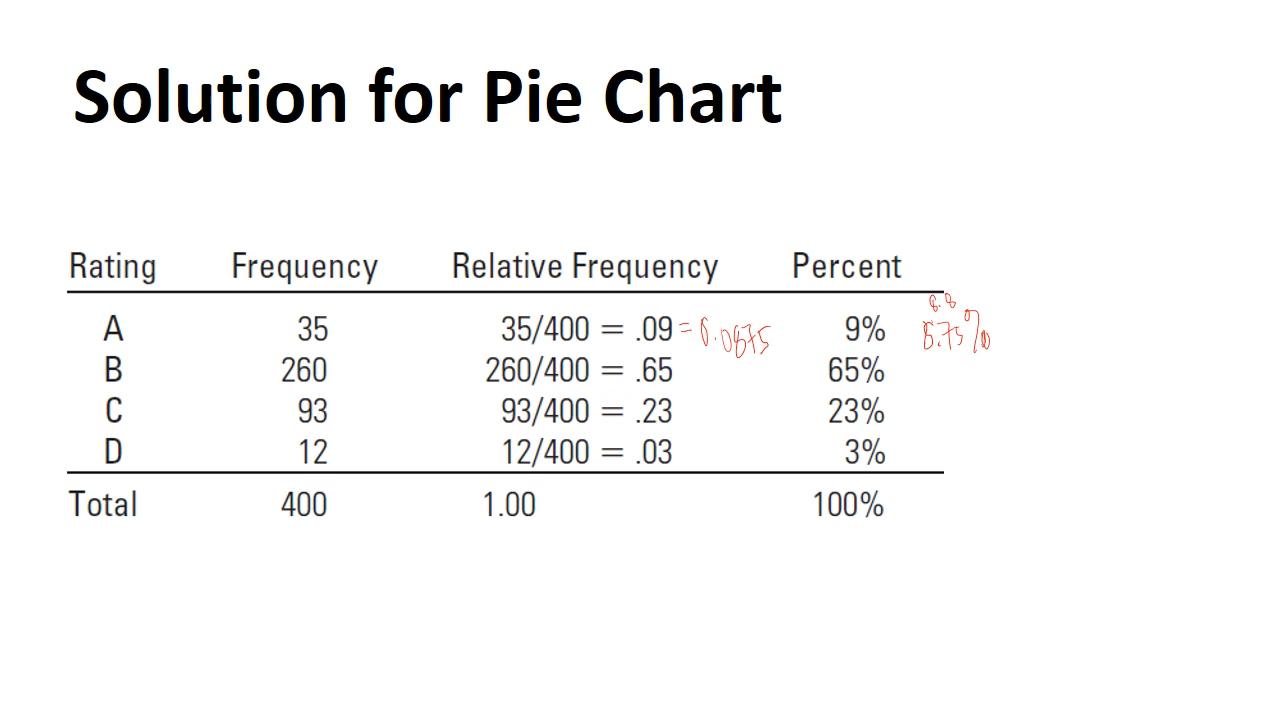 Solution for Pie Chart
Rating Frequency Relative Frequency Percent
8.8
A 35 35/400 = .09 = 0.0875 9% 8.75%
B 260 260/400 = .65 65%
C 93 93/400 = .23 23%
D 12 12/400 = .03 3%
Total 400 1.00 100%